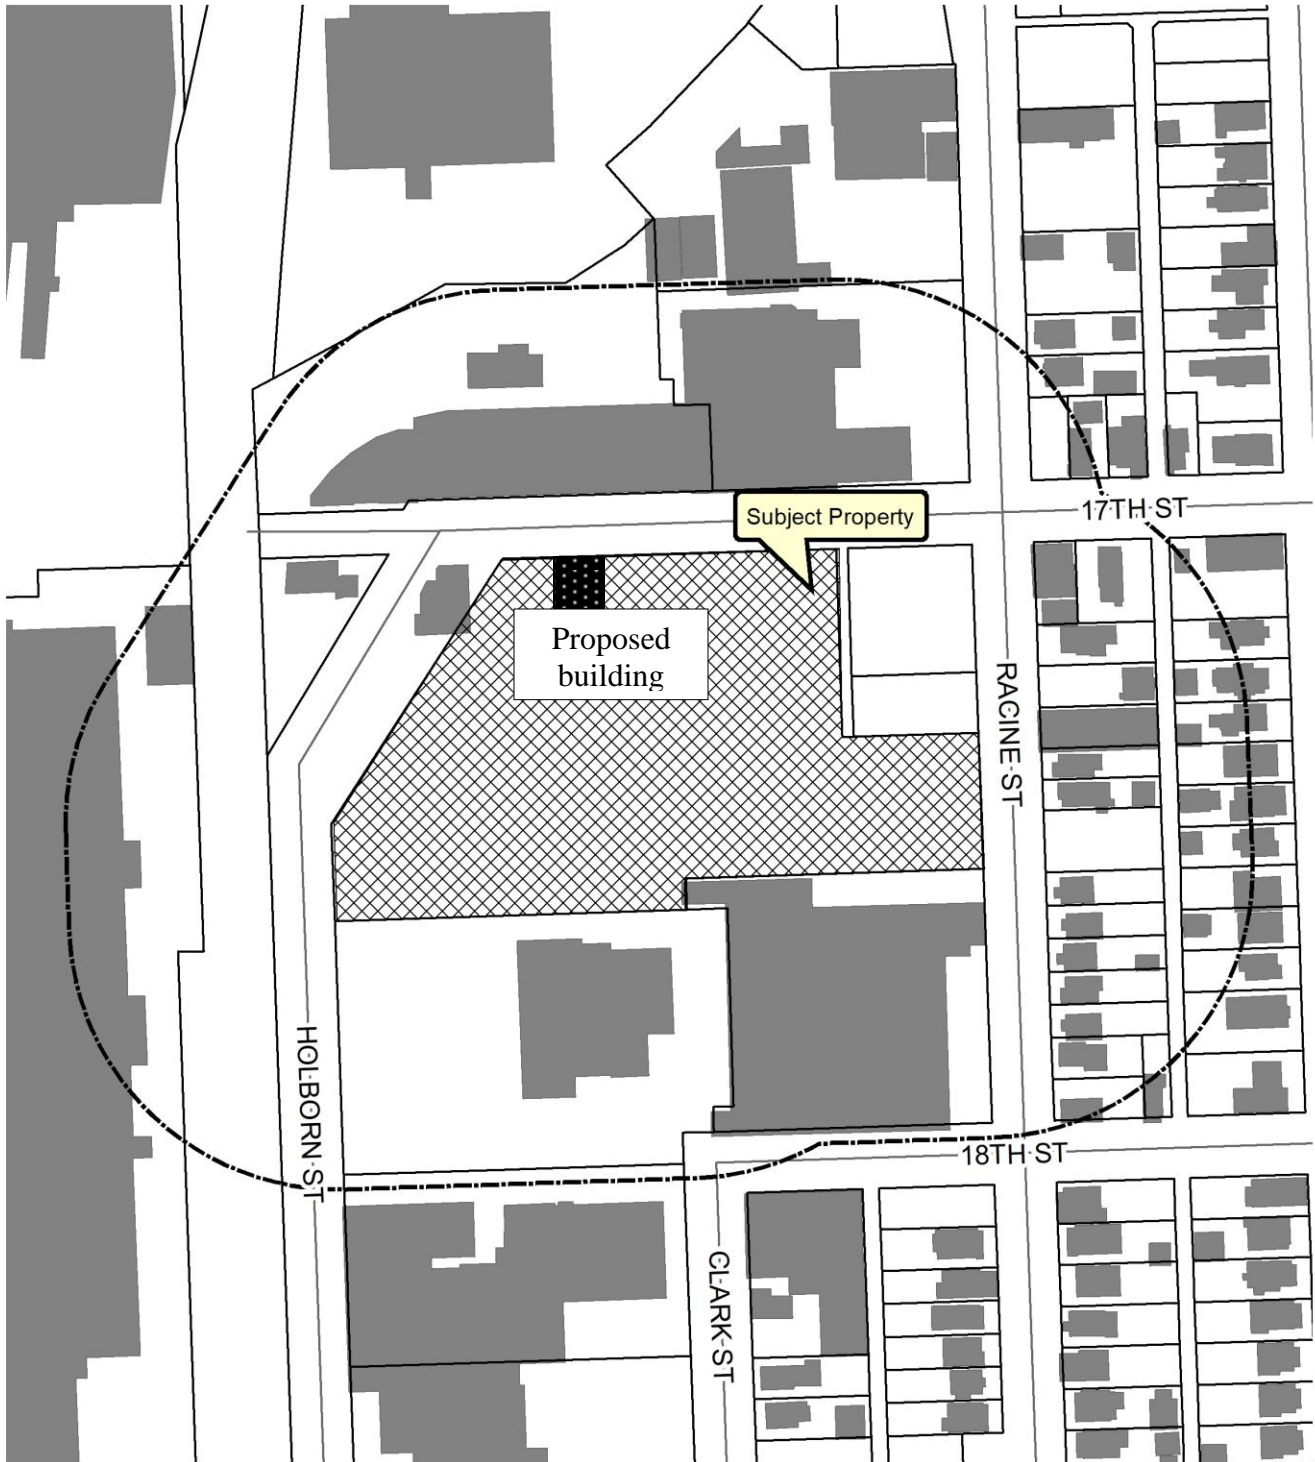 17TH ST
Subject Property
Proposed
building
RACINE ST
HOLBORN ST
18TH ST
CLARK ST